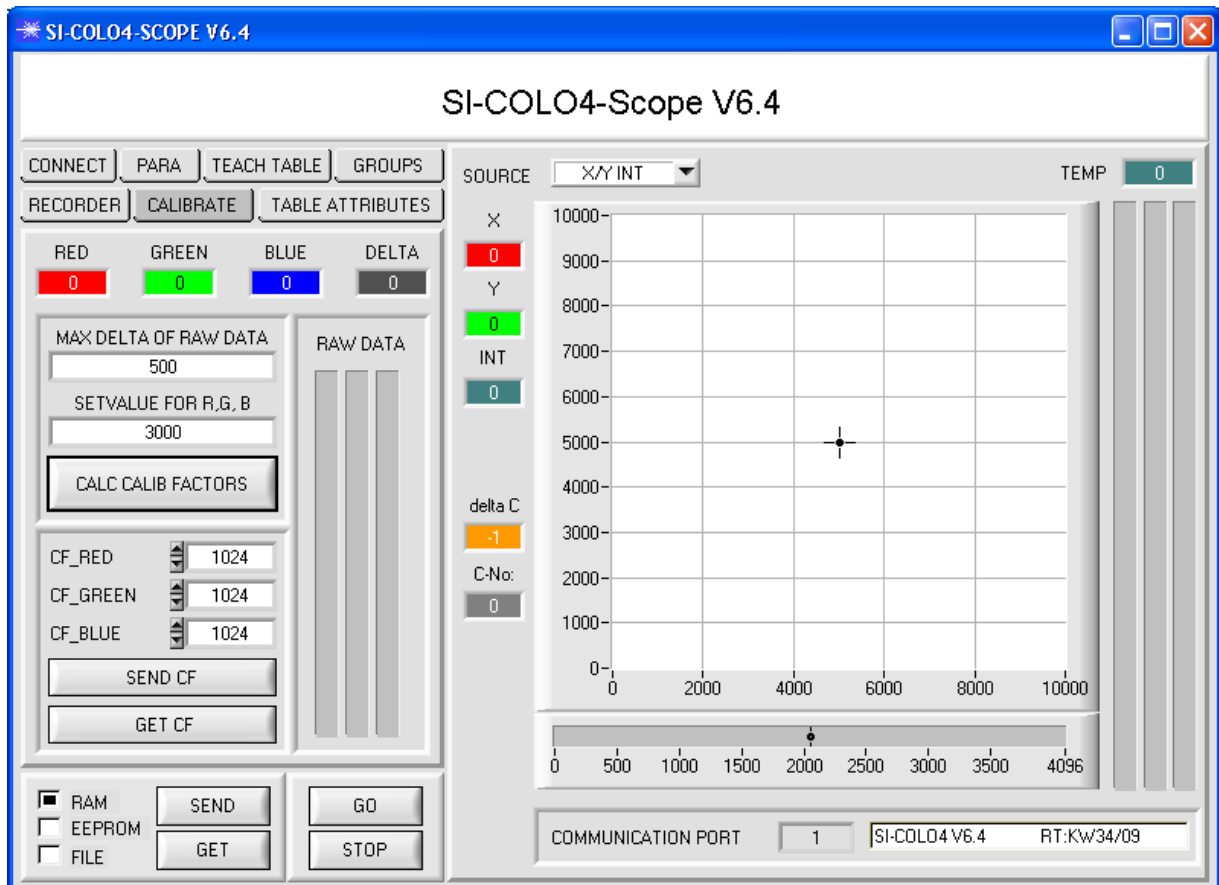 SI-COLO4-SCOPE V6.4
SI-COLO4-Scope V6.4
CONNECT PARA TEACH TABLE GROUPS
RECORDER CALIBRATE TABLE ATTRIBUTES
RED GREEN BLUE DELTA
0 0 0 0
MAX DELTA OF RAW DATA
500
SETVALUE FOR R,G, B
3000
CALC CALIB FACTORS
RAW DATA
CF_RED 1024
CF_GREEN 1024
CF_BLUE 1024
SEND CF
GET CF
RAM
EEPROM
FILE
SEND
GET
GO
STOP
SOURCE X/Y INT
TEMP 0
X
0
Y
0
INT
0
delta C
-1
C-No:
0
10000
9000
8000
7000
6000
5000
4000
3000
2000
1000
0
0 2000 4000 6000 8000 10000
0 500 1000 1500 2000 2500 3000 3500 4096
COMMUNICATION PORT 1 SI-COLO4 V6.4 RT:KW34/09